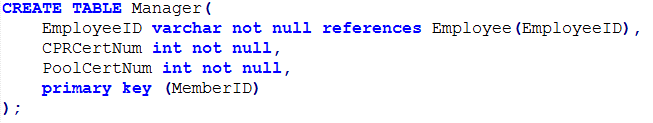 CREATE TABLE Manager(
EmployeeID varchar not null references Employee(EmployeeID),
CPRCertNum int not null,
PoolCertNum int not null,
primary key (MemberID)
);